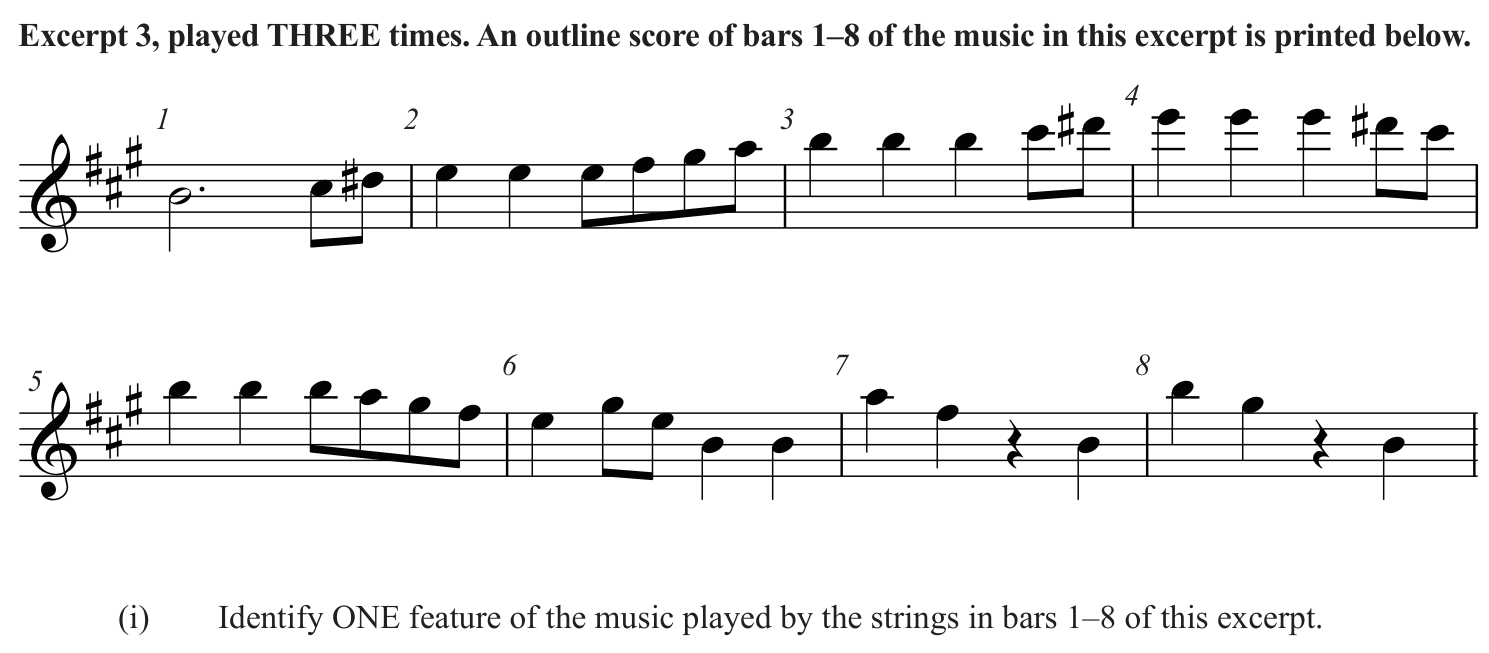 Excerpt 3, played THREE times. An outline score of bars 1–8 of the music in this excerpt is printed below.
1 2 3 4
5 6 7 8
(i) Identify ONE feature of the music played by the strings in bars 1–8 of this excerpt.